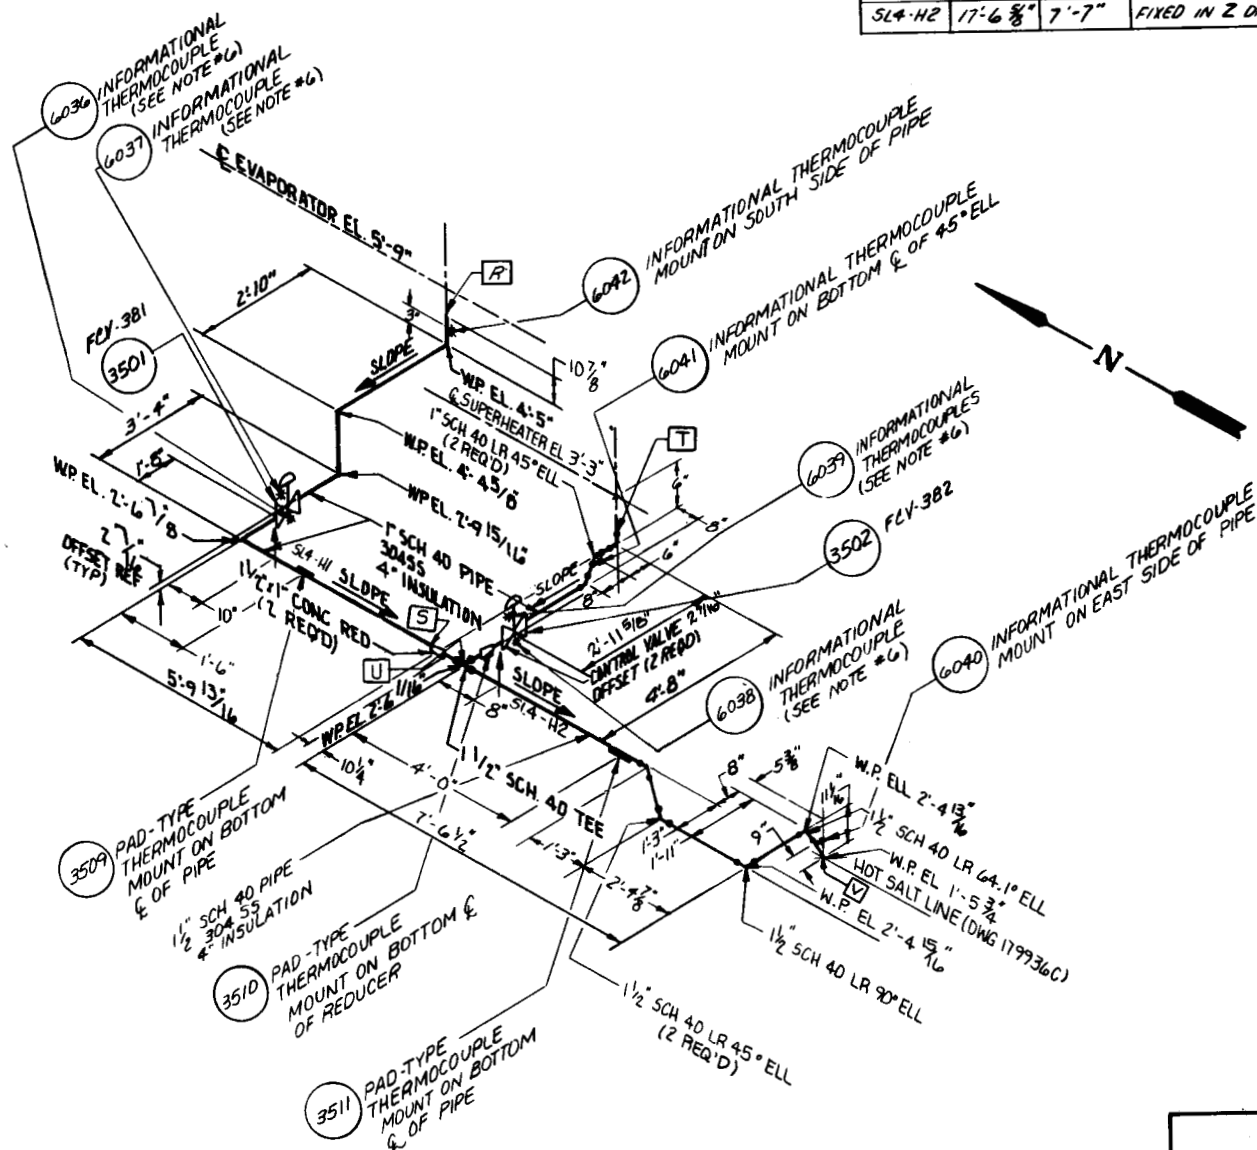 SL4-H2 17'-6 5/8" 7'-7" FIXED IN Z
6036 INFORMATIONAL
THERMOCOUPLE
(SEE NOTE #6)
6037 INFORMATIONAL
THERMOCOUPLE
(SEE NOTE #6)
℄ EVAPORATOR EL. 5'-9"
R
6042 INFORMATIONAL THERMOCOUPLE
MOUNT ON SOUTH SIDE OF PIPE
6041 INFORMATIONAL THERMOCOUPLE
MOUNT ON BOTTOM ℄ OF 45° ELL
N
2'-10"
3"
10 7/8"
FCV-381
3501
SLOPE
W.P. EL. 4'-5"
℄ SUPERHEATER EL 3'-3"
1" SCH 40 LR 45° ELL
(2 REQ'D)
T
6"
8"
6"
8"
SLOPE
6039 INFORMATIONAL
THERMOCOUPLES
(SEE NOTE #6)
3502 FCV-382
3'-4"
W.P. EL. 4'-4 5/8"
W.P. EL. 2'-9 15/16"
W.P. EL. 2'-6 7/8
OFFSET REF
(TYP)
1" SCH 40 PIPE
304SS
4" INSULATION
SL4-H1
SLOPE
S
1 1/2" x 1" CONC RED
(2 REQ'D)
10"
1'-6"
5'-9 13/16
U
W.P. EL. 2'-6 1/16"
8"
SLOPE
SL4-H2
2'-11 5/8"
CONTROL VALVE 2 7/16"
OFFSET (2 REQD)
4'-8"
6038 INFORMATIONAL
THERMOCOUPLE
(SEE NOTE #6)
6040 INFORMATIONAL THERMOCOUPLE
MOUNT ON EAST SIDE OF PIPE
10 1/4
4'-0"
7'-6 1/2"
1 1/2" SCH. 40 TEE
1'-3"
2'-4 7/8"
1'-3"
1'-11"
8"
5 3/8"
9"
11/16"
W.P. ELL 2'-4 13/16
1 1/2" SCH 40 LR 64.1° ELL
W.P. EL 1'-5 3/4"
HOT SALT LINE (DWG 179936C)
V
W.P. EL 2'-4 15/16
1 1/2" SCH 40 LR 90° ELL
1 1/2" SCH 40 LR 45° ELL
(2 REQ'D)
3509 PAD-TYPE
THERMOCOUPLE
MOUNT ON BOTTOM
℄ OF PIPE
1 1/2" SCH 40 PIPE
304 SS
4" INSULATION
3510 PAD-TYPE
THERMOCOUPLE
MOUNT ON BOTTOM ℄
OF REDUCER
3511 PAD-TYPE
THERMOCOUPLE
MOUNT ON BOTTOM
℄ OF PIPE